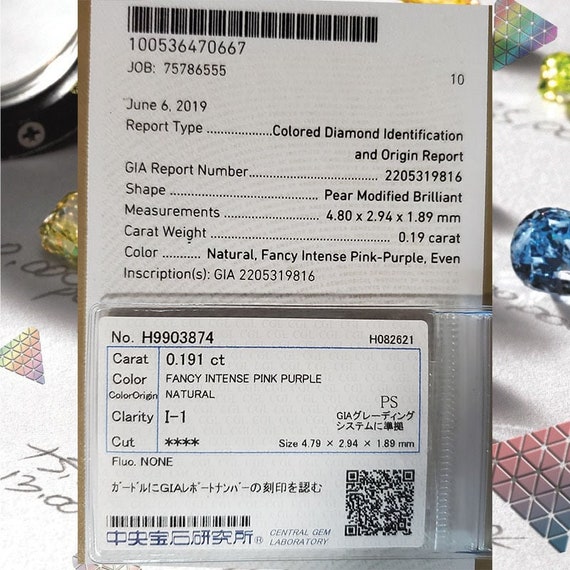 100536470667
JOB: 75786555
10
June 6, 2019
Report Type ...................Colored Diamond Identification
and Origin Report
GIA Report Number.......................... 2205319816
Shape ........................... Pear Modified Brilliant
Measurements ................... 4.80 x 2.94 x 1.89 mm
Carat Weight ................................... 0.19 carat
Color ........... Natural, Fancy Intense Pink-Purple, Even
Inscription(s): GIA 2205319816
No. H9903874 H082621
Carat 0.191 ct
Color FANCY INTENSE PINK PURPLE
ColorOrigin NATURAL
PS
Clarity I-1 GIAグレーディング
システムに準拠
Cut **** Size 4.79 × 2.94 × 1.89 mm
Fluo. NONE
ガードルにGIAレポートナンバーの刻印を認む
中央宝石研究所® CENTRAL GEM
LABORATORY